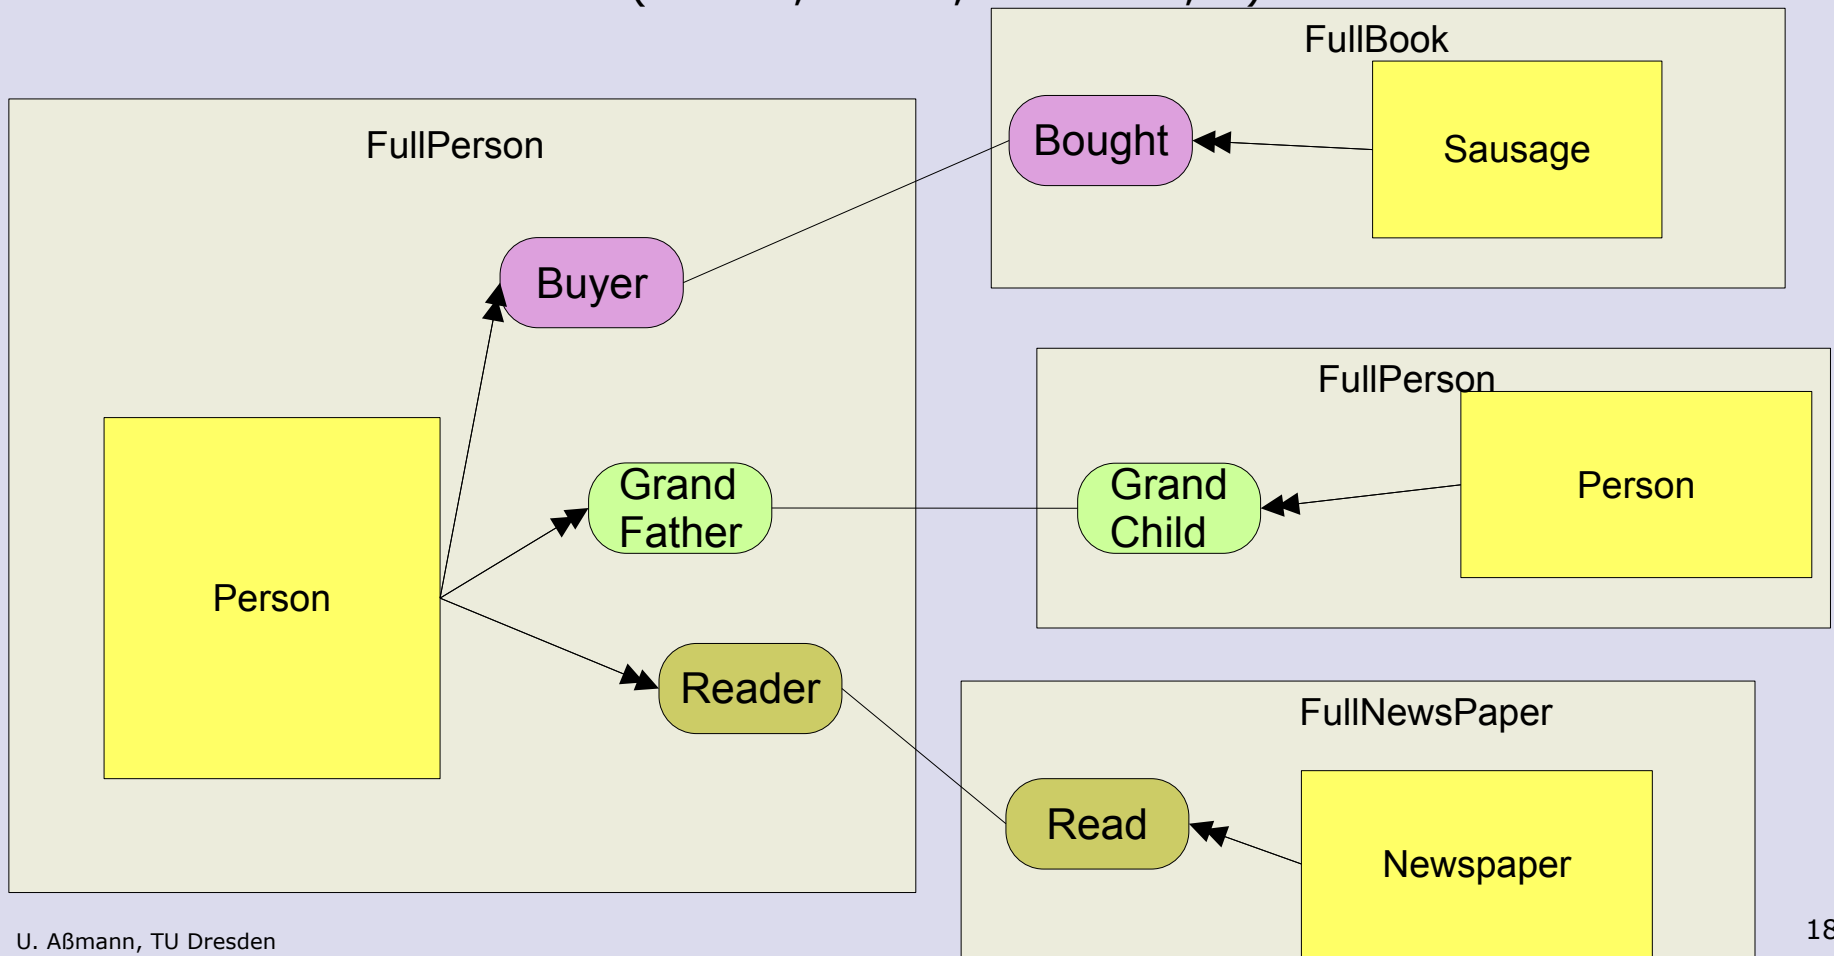 FullBook
Sausage
Bought
FullPerson
Buyer
FullPerson
Grand
Father
Grand
Child
Person
Person
Reader
FullNewsPaper
Read
Newspaper
U. Aßmann, TU Dresden
18